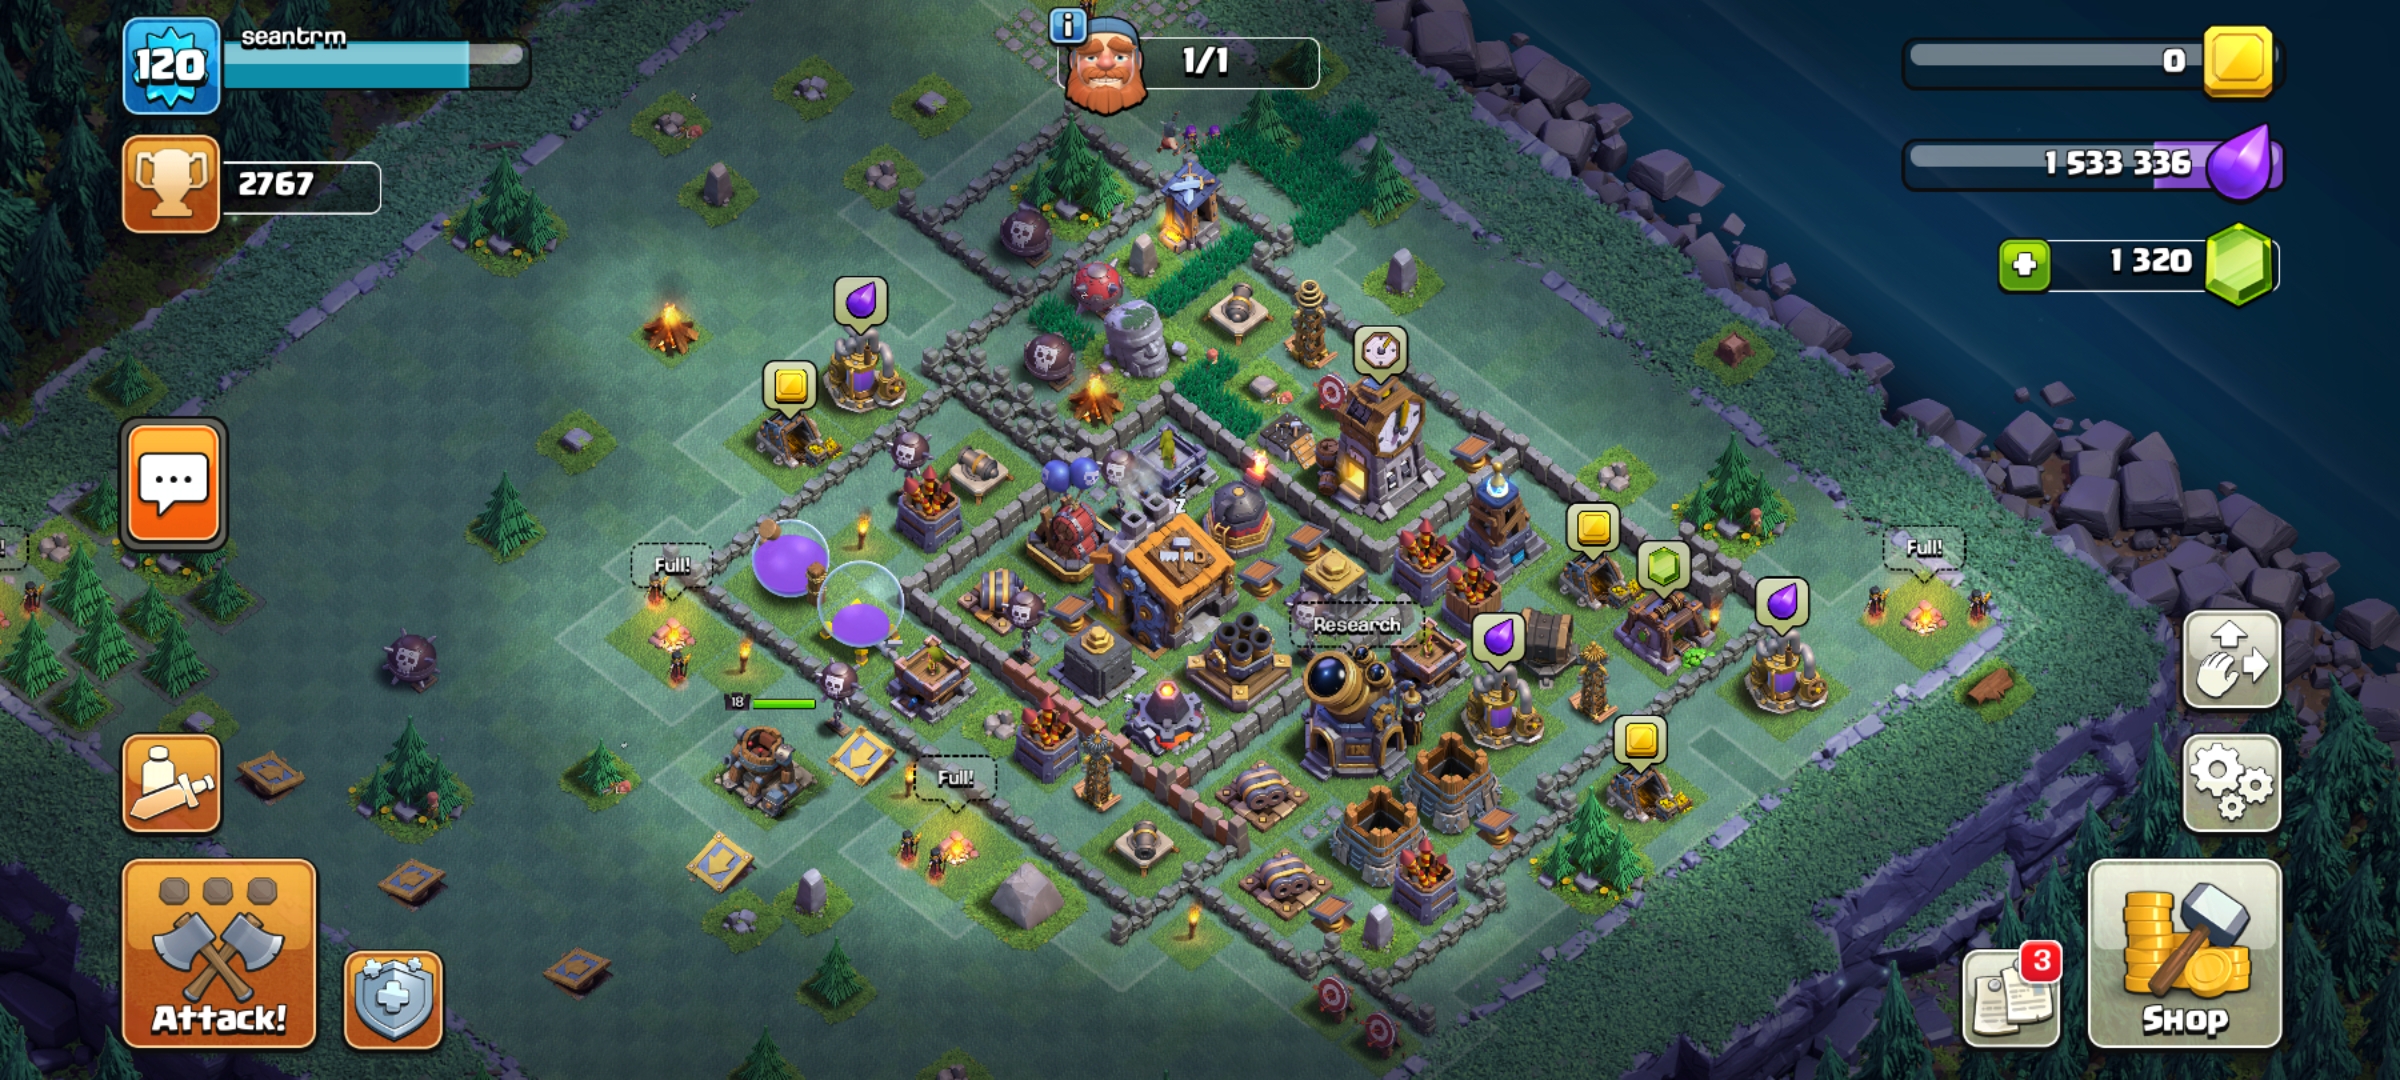 120
seantrm
1/1
0
2767
1 533 336
1 320
Full!
Full!
Research
18
Full!
3
Attack!
Shop